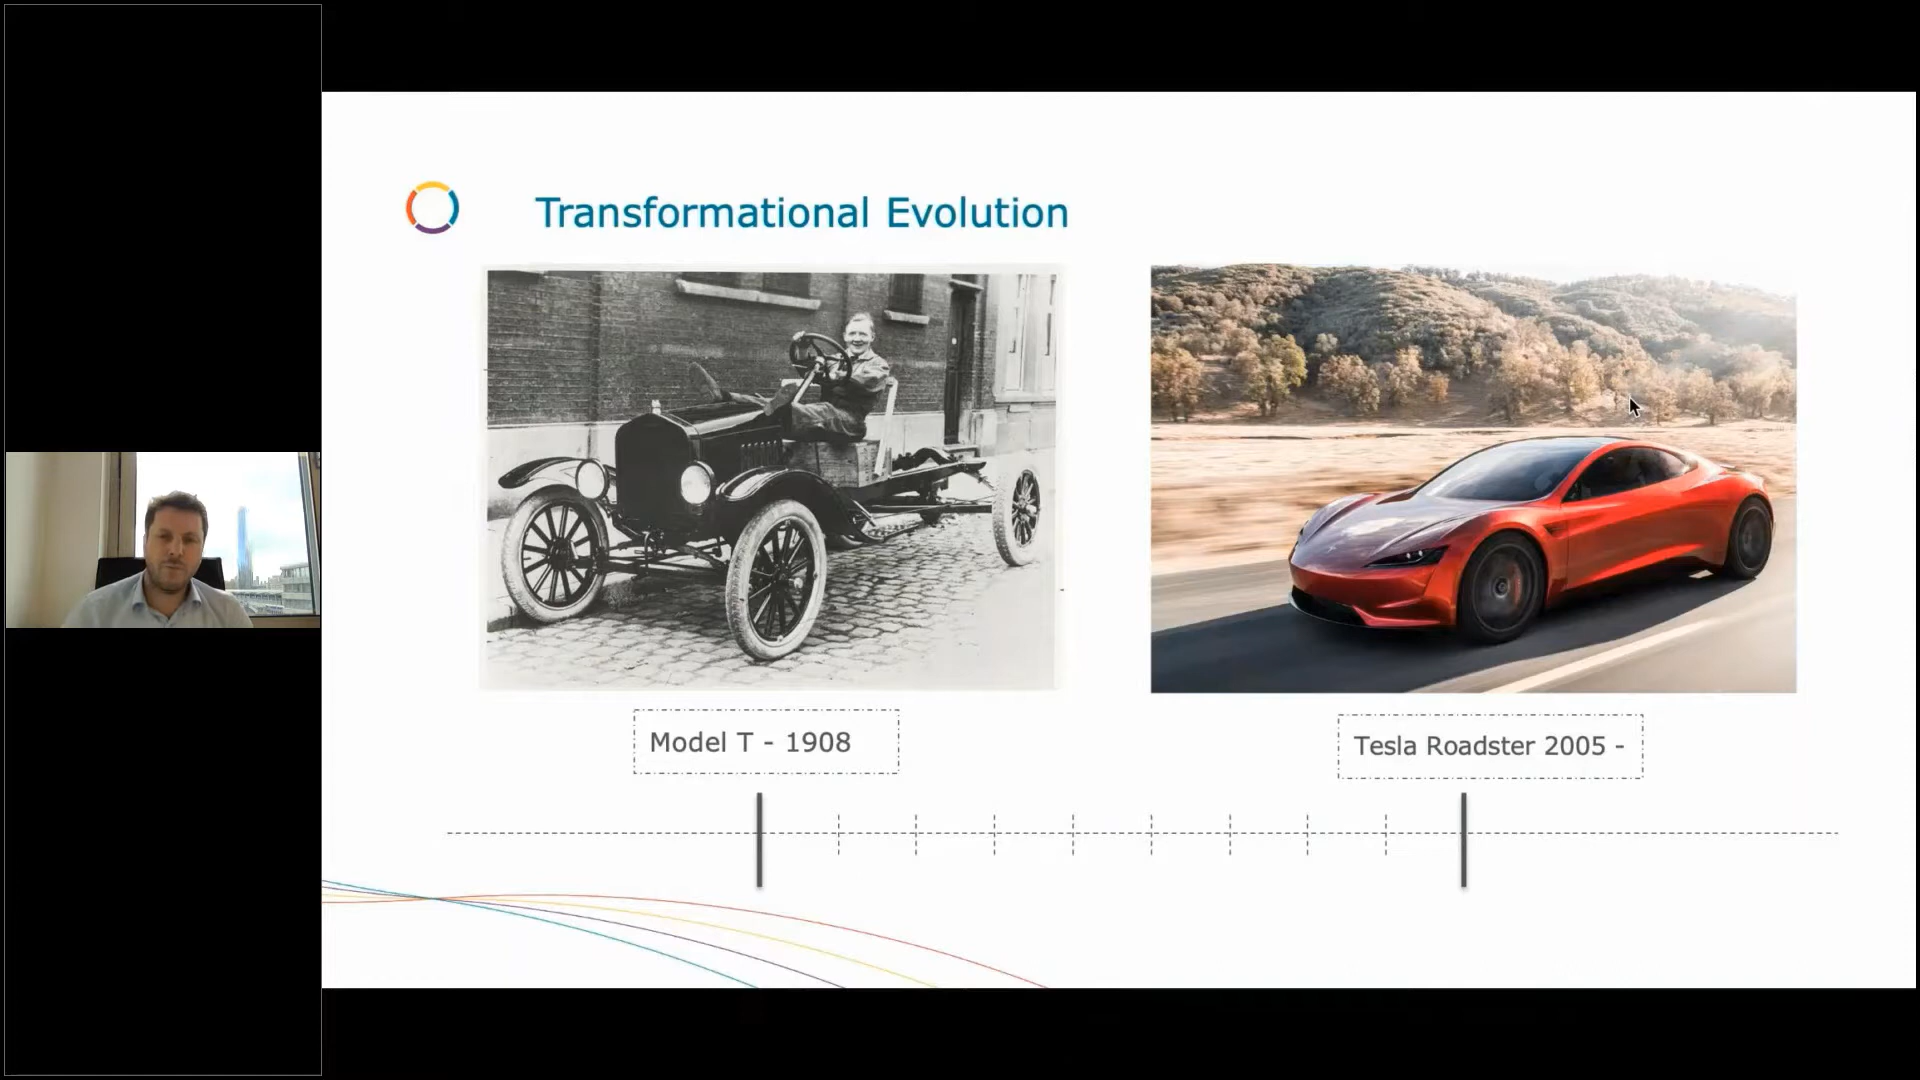 Transformational Evolution
Model T - 1908
Tesla Roadster 2005 -